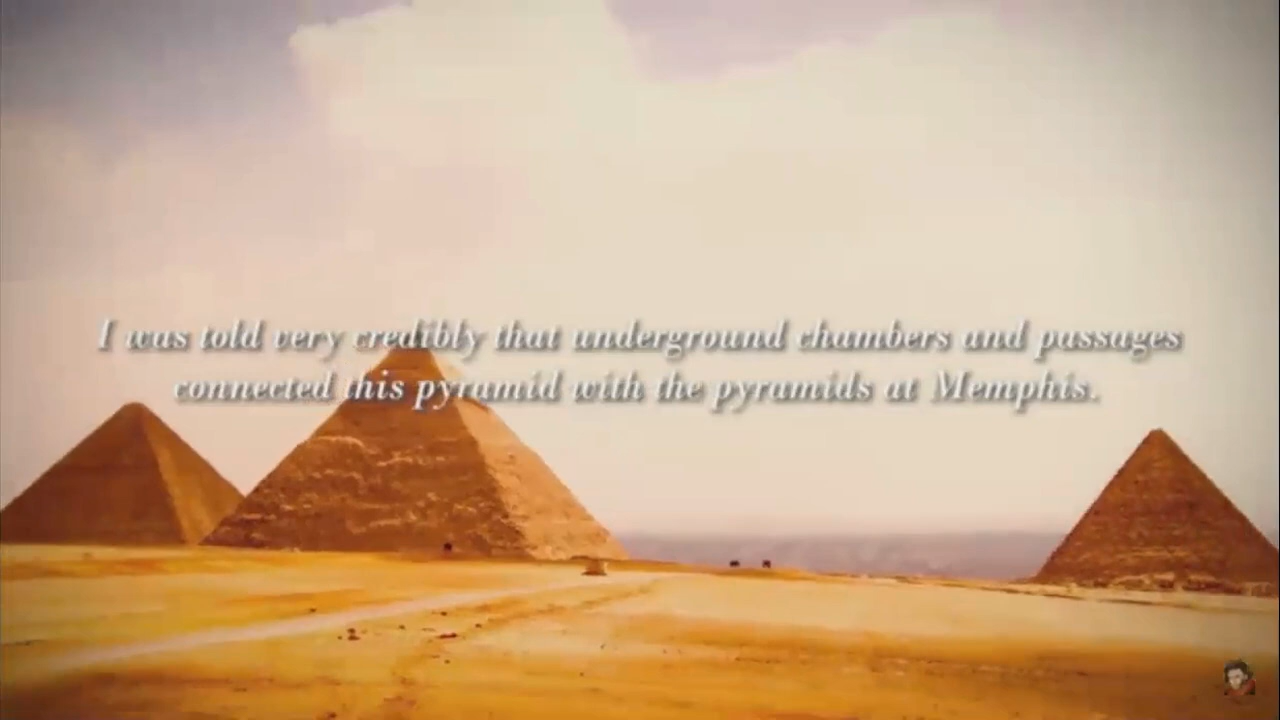 I was told very credibly that underground chambers and passages
connected this pyramid with the pyramids at Memphis.